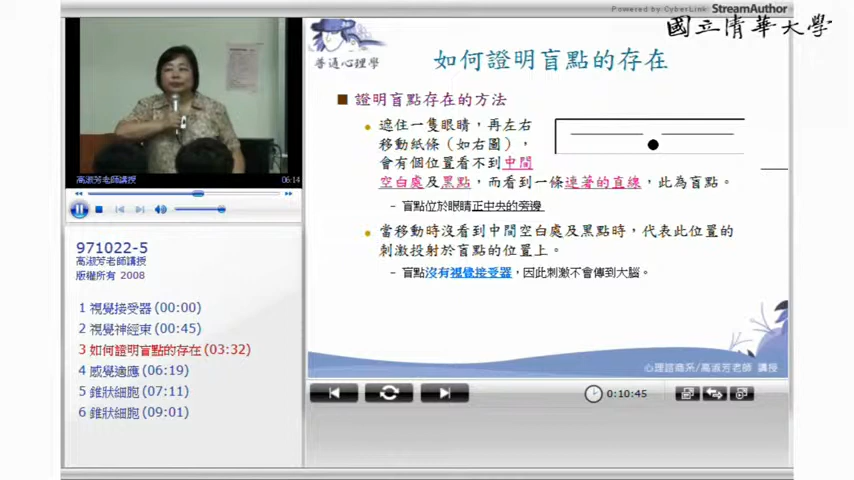 Powered by CyberLink StreamAuthor
國立清華大學
普通心理學
如何證明盲點的存在
■ 證明盲點存在的方法
• 遮住一隻眼睛，再左右
移動紙條（如右圖），
會有個位置看不到中間
空白處及黑點，而看到一條連著的直線，此為盲點。
－ 盲點位於眼睛正中央的旁邊
• 當移動時沒看到中間空白處及黑點時，代表此位置的
刺激投射於盲點的位置上。
－ 盲點沒有視覺接受器，因此刺激不會傳到大腦。
心理諮商系/高淑芳老師 講授
高淑芳老師講授
06:14
971022-5
高淑芳老師講授
版權所有 2008
1 視覺接受器 (00:00)
2 視覺神經束 (00:45)
3 如何證明盲點的存在 (03:32)
4 感覺適應 (06:19)
5 錐狀細胞 (07:11)
6 錐狀細胞 (09:01)
0:10:45